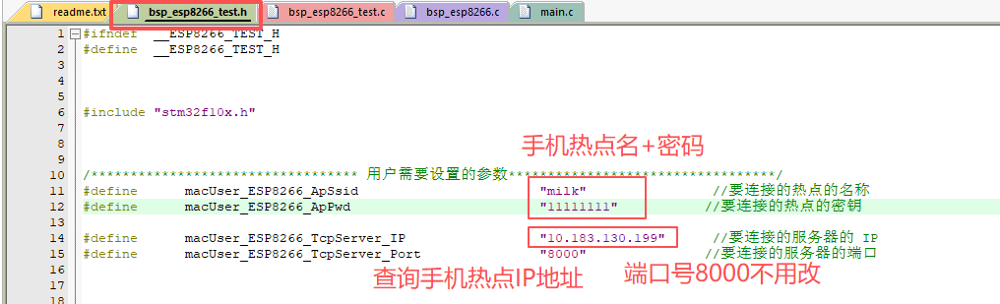 readme.txt bsp_esp8266_test.h bsp_esp8266_test.c bsp_esp8266.c main.c
1 #ifndef __ESP8266_TEST_H
2 #define __ESP8266_TEST_H
3
4
5
6 #include "stm32f10x.h"
7
8
手机热点名+密码
9
10 /********************************* 用户需要设置的参数**********************************/
11 #define macUser_ESP8266_ApSsid "milk" //要连接的热点的名称
12 #define macUser_ESP8266_ApPwd "11111111" //要连接的热点的密钥
13
14 #define macUser_ESP8266_TcpServer_IP "10.183.130.199" //要连接的服务器的 IP
15 #define macUser_ESP8266_TcpServer_Port "8000" //要连接的服务器的端口
16
查询手机热点IP地址 端口号8000不用改
17
18